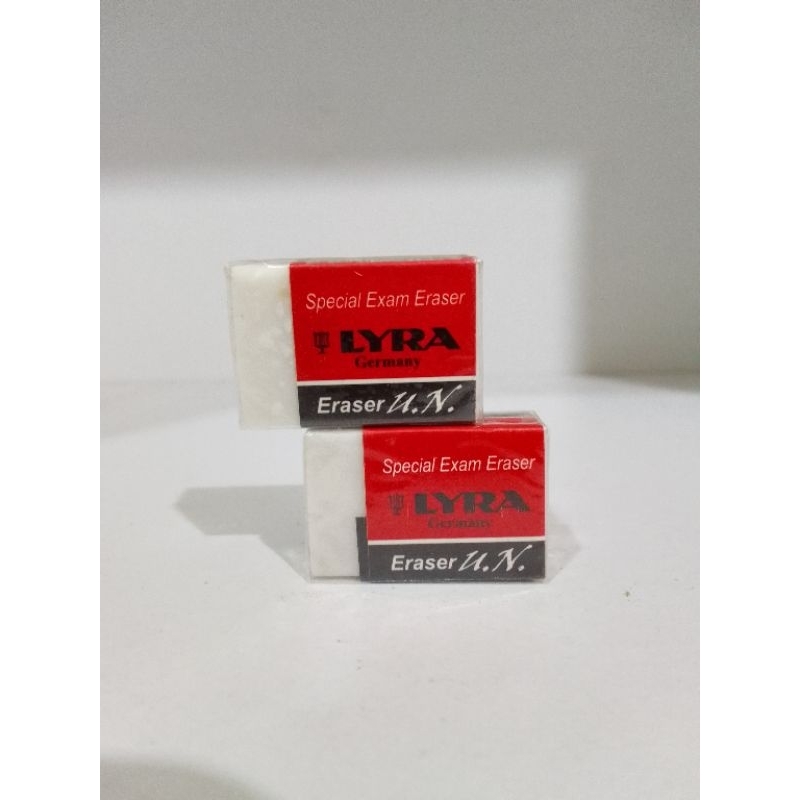 Special Exam Eraser
LYRA
Germany
Eraser U.N.
Special Exam Eraser
LYRA
Germany
Eraser U.N.